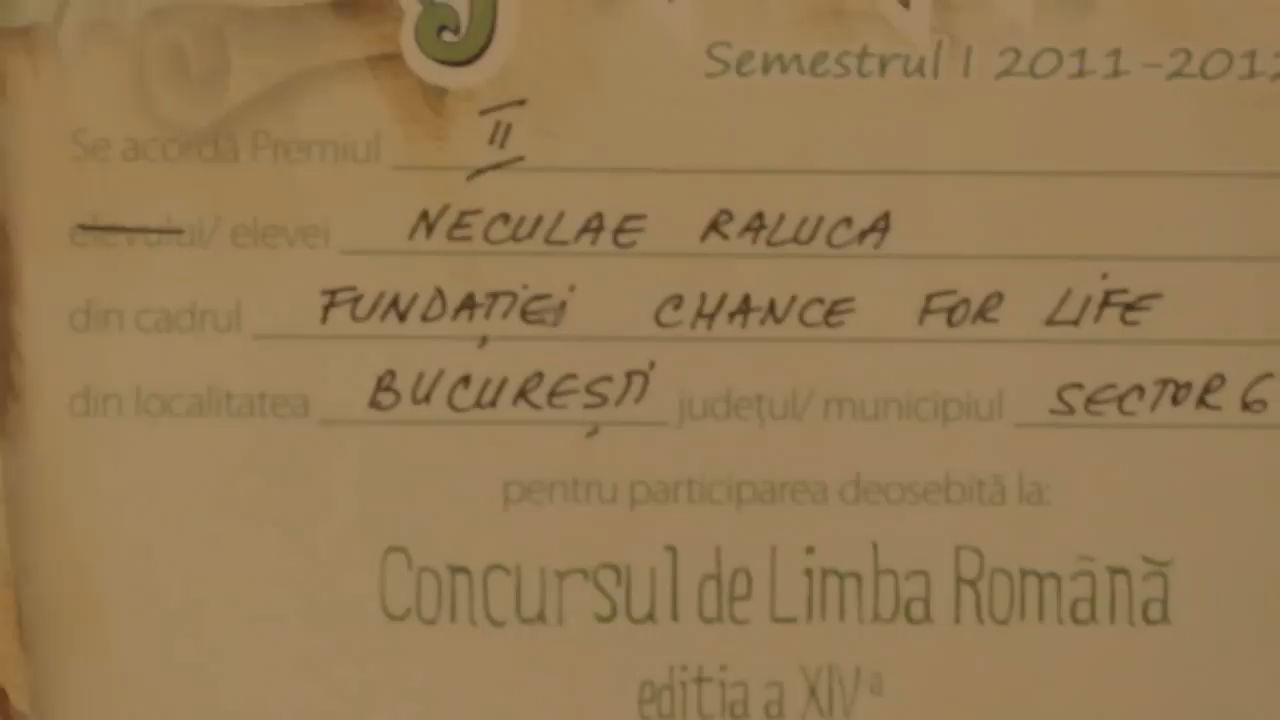 Semestrul I 2011-2012
Se acordă Premiul II
elevului/ elevei NECULAE RALUCA
din cadrul FUNDAȚIEI CHANCE FOR LIFE
din localitatea BUCUREȘTI județul/ municipiul SECTOR 6
pentru participarea deosebită la:
Concursul de Limba Română
ediția a XIV a